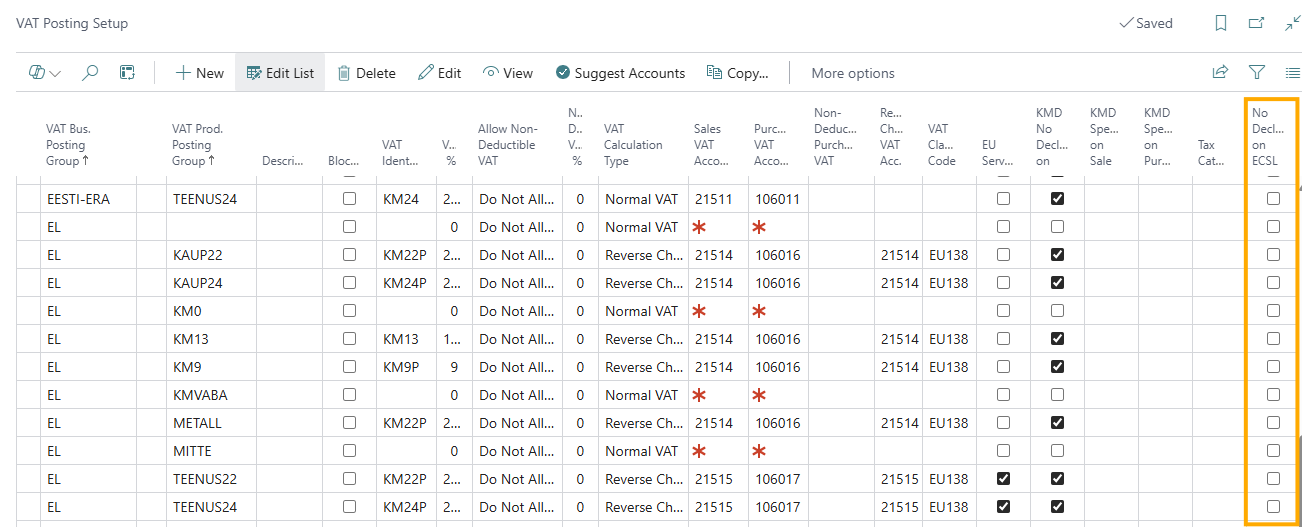 VAT Posting Setup
Saved
New Edit List Delete Edit View Suggest Accounts Copy... More options
VAT Bus. Posting Group ↑
VAT Prod. Posting Group ↑
Descri...
Bloc...
VAT Ident...
V... %
Allow Non-Deductible VAT
N... D... V... %
VAT Calculation Type
Sales VAT Acco...
Purc... VAT Acco...
Non-Deduc... Purch... VAT
Re... Ch... VAT Acc.
VAT Cla... Code
EU Serv...
KMD No Decl... on
KMD Spe... on Sale
KMD Spe... on Pur...
Tax Cat...
No Decl... on ECSL
EESTI-ERA TEENUS24 KM24 2... Do Not All... 0 Normal VAT 21511 106011
EL 0 Do Not All... 0 Normal VAT * *
EL KAUP22 KM22P 2... Do Not All... 0 Reverse Ch... 21514 106016 21514 EU138
EL KAUP24 KM24P 2... Do Not All... 0 Reverse Ch... 21514 106016 21514 EU138
EL KM0 0 Do Not All... 0 Normal VAT * *
EL KM13 KM13 1... Do Not All... 0 Reverse Ch... 21514 106016 21514 EU138
EL KM9 KM9P 9 Do Not All... 0 Reverse Ch... 21514 106016 21514 EU138
EL KMVABA 0 Do Not All... 0 Normal VAT * *
EL METALL KM22P 2... Do Not All... 0 Reverse Ch... 21514 106016 21514 EU138
EL MITTE 0 Do Not All... 0 Normal VAT * *
EL TEENUS22 KM22P 2... Do Not All... 0 Reverse Ch... 21515 106017 21515 EU138
EL TEENUS24 KM24P 2... Do Not All... 0 Reverse Ch... 21515 106017 21515 EU138